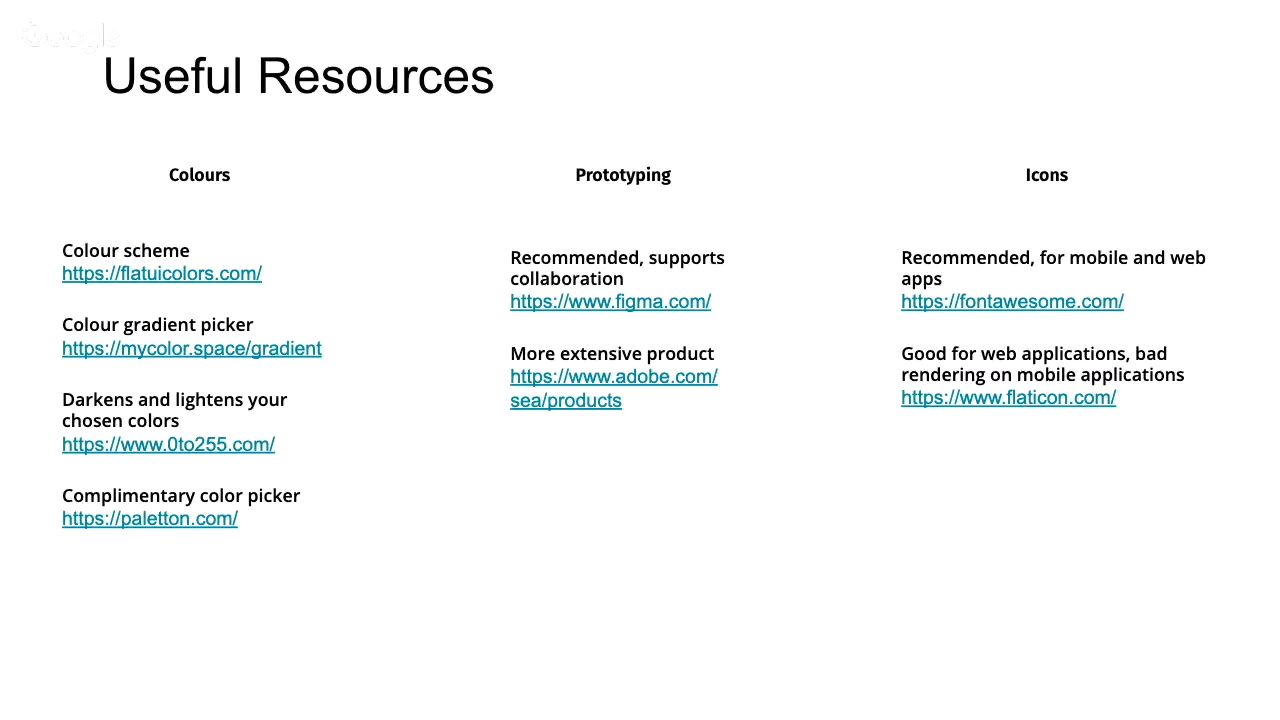 Google
Useful Resources
Colours
Colour scheme
https://flatuicolors.com/
Colour gradient picker
https://mycolor.space/gradient
Darkens and lightens your
chosen colors
https://www.0to255.com/
Complimentary color picker
https://paletton.com/
Prototyping
Recommended, supports
collaboration
https://www.figma.com/
More extensive product
https://www.adobe.com/
sea/products
Icons
Recommended, for mobile and web
apps
https://fontawesome.com/
Good for web applications, bad
rendering on mobile applications
https://www.flaticon.com/